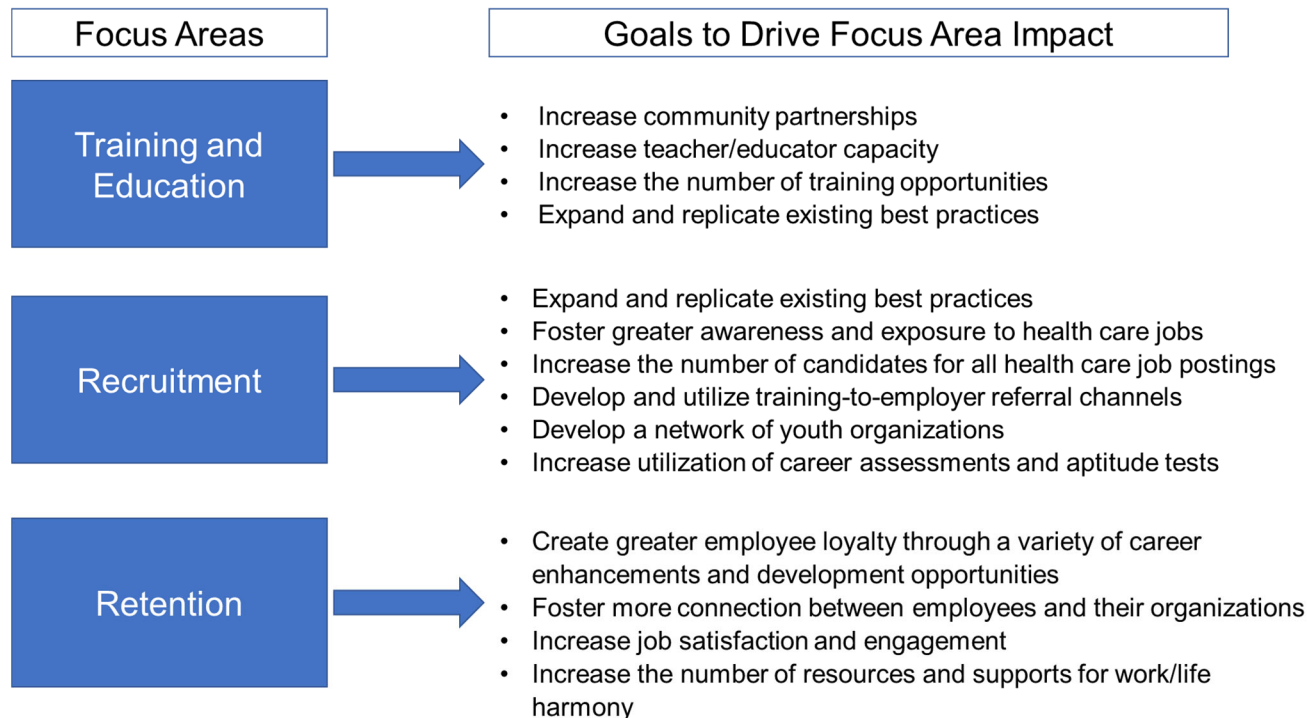 Focus Areas
Goals to Drive Focus Area Impact
Training and
Education
• Increase community partnerships
• Increase teacher/educator capacity
• Increase the number of training opportunities
• Expand and replicate existing best practices
Recruitment
• Expand and replicate existing best practices
• Foster greater awareness and exposure to health care jobs
• Increase the number of candidates for all health care job postings
• Develop and utilize training-to-employer referral channels
• Develop a network of youth organizations
• Increase utilization of career assessments and aptitude tests
Retention
• Create greater employee loyalty through a variety of career
enhancements and development opportunities
• Foster more connection between employees and their organizations
• Increase job satisfaction and engagement
• Increase the number of resources and supports for work/life
harmony